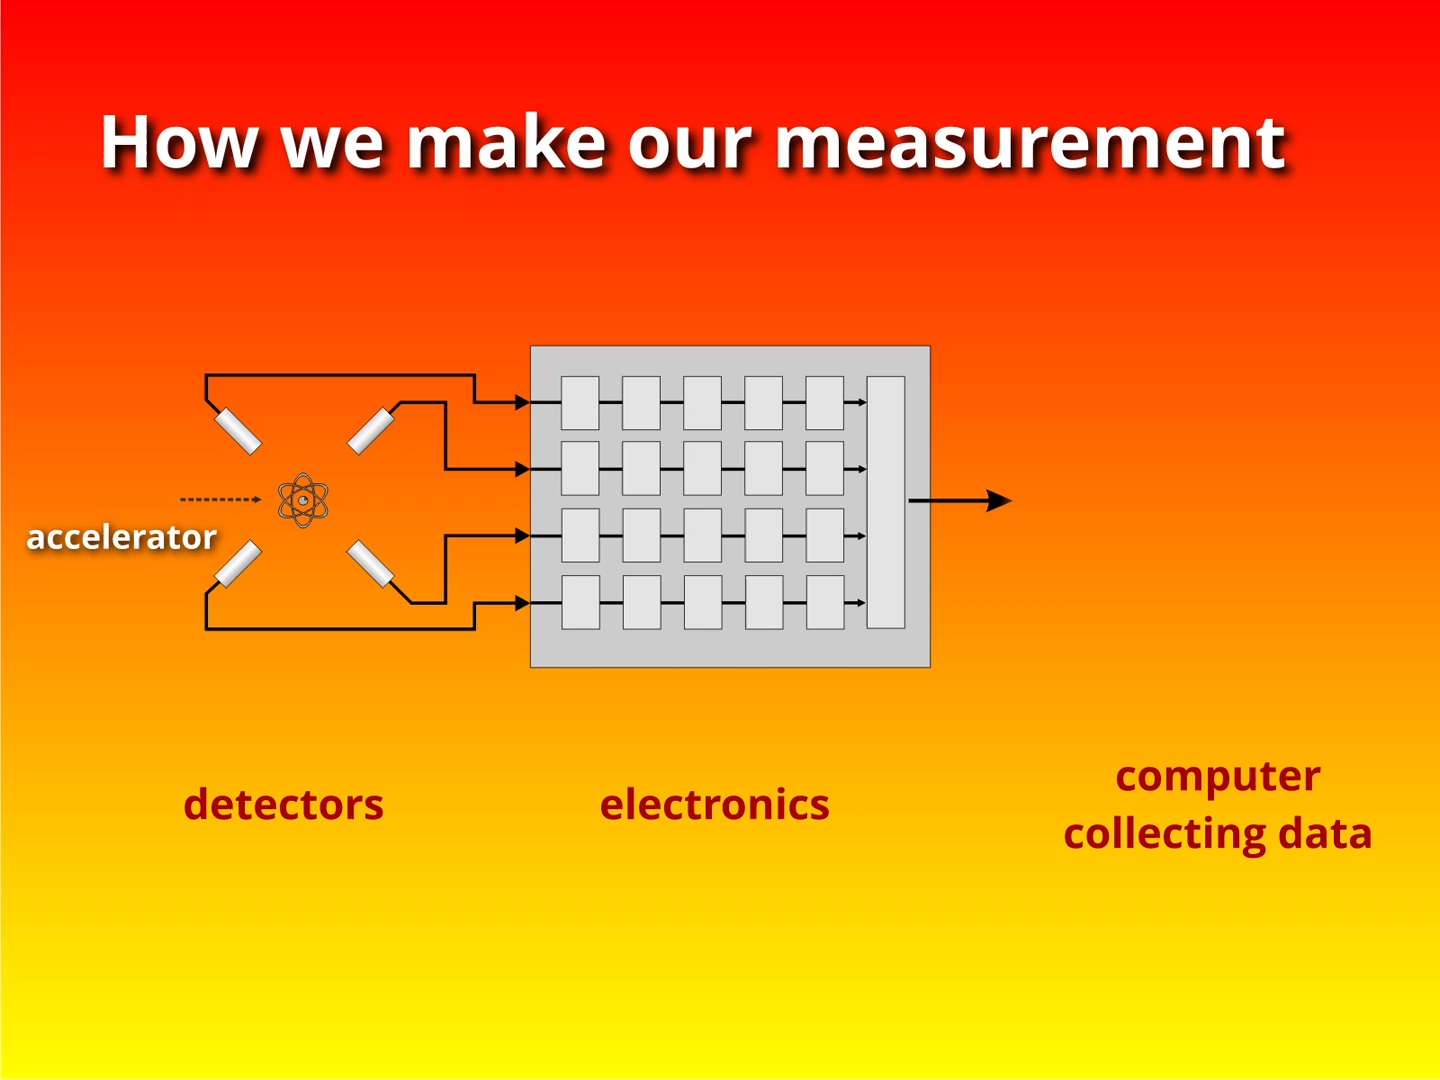 How we make our measurement
accelerator
detectors
electronics
computer
collecting data